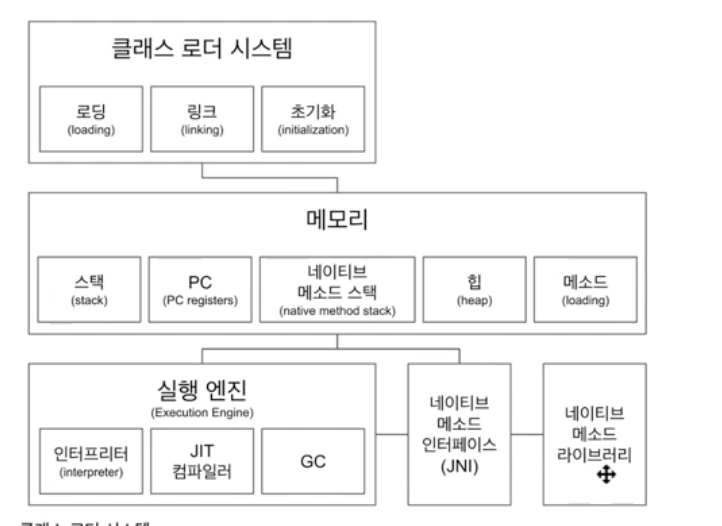 클래스 로더 시스템
로딩
(loading)
링크
(linking)
초기화
(initialization)
메모리
스택
(stack)
PC
(PC registers)
네이티브
메소드 스택
(native method stack)
힙
(heap)
메소드
(loading)
실행 엔진
(Execution Engine)
인터프리터
(interpreter)
JIT
컴파일러
GC
네이티브
메소드
인터페이스
(JNI)
네이티브
메소드
라이브러리